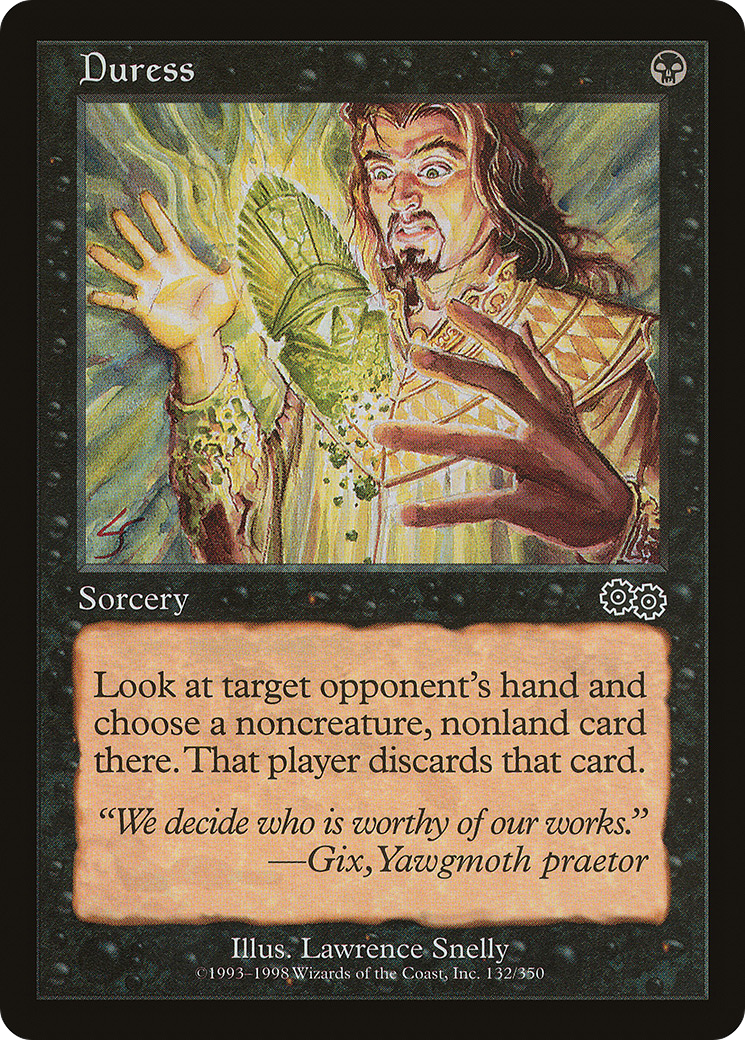 Duress
Sorcery
Look at target opponent's hand and
choose a noncreature, nonland card
there. That player discards that card.
“We decide who is worthy of our works.”
—Gix, Yawgmoth praetor
Illus. Lawrence Snelly
©1993–1998 Wizards of the Coast, Inc. 132/350